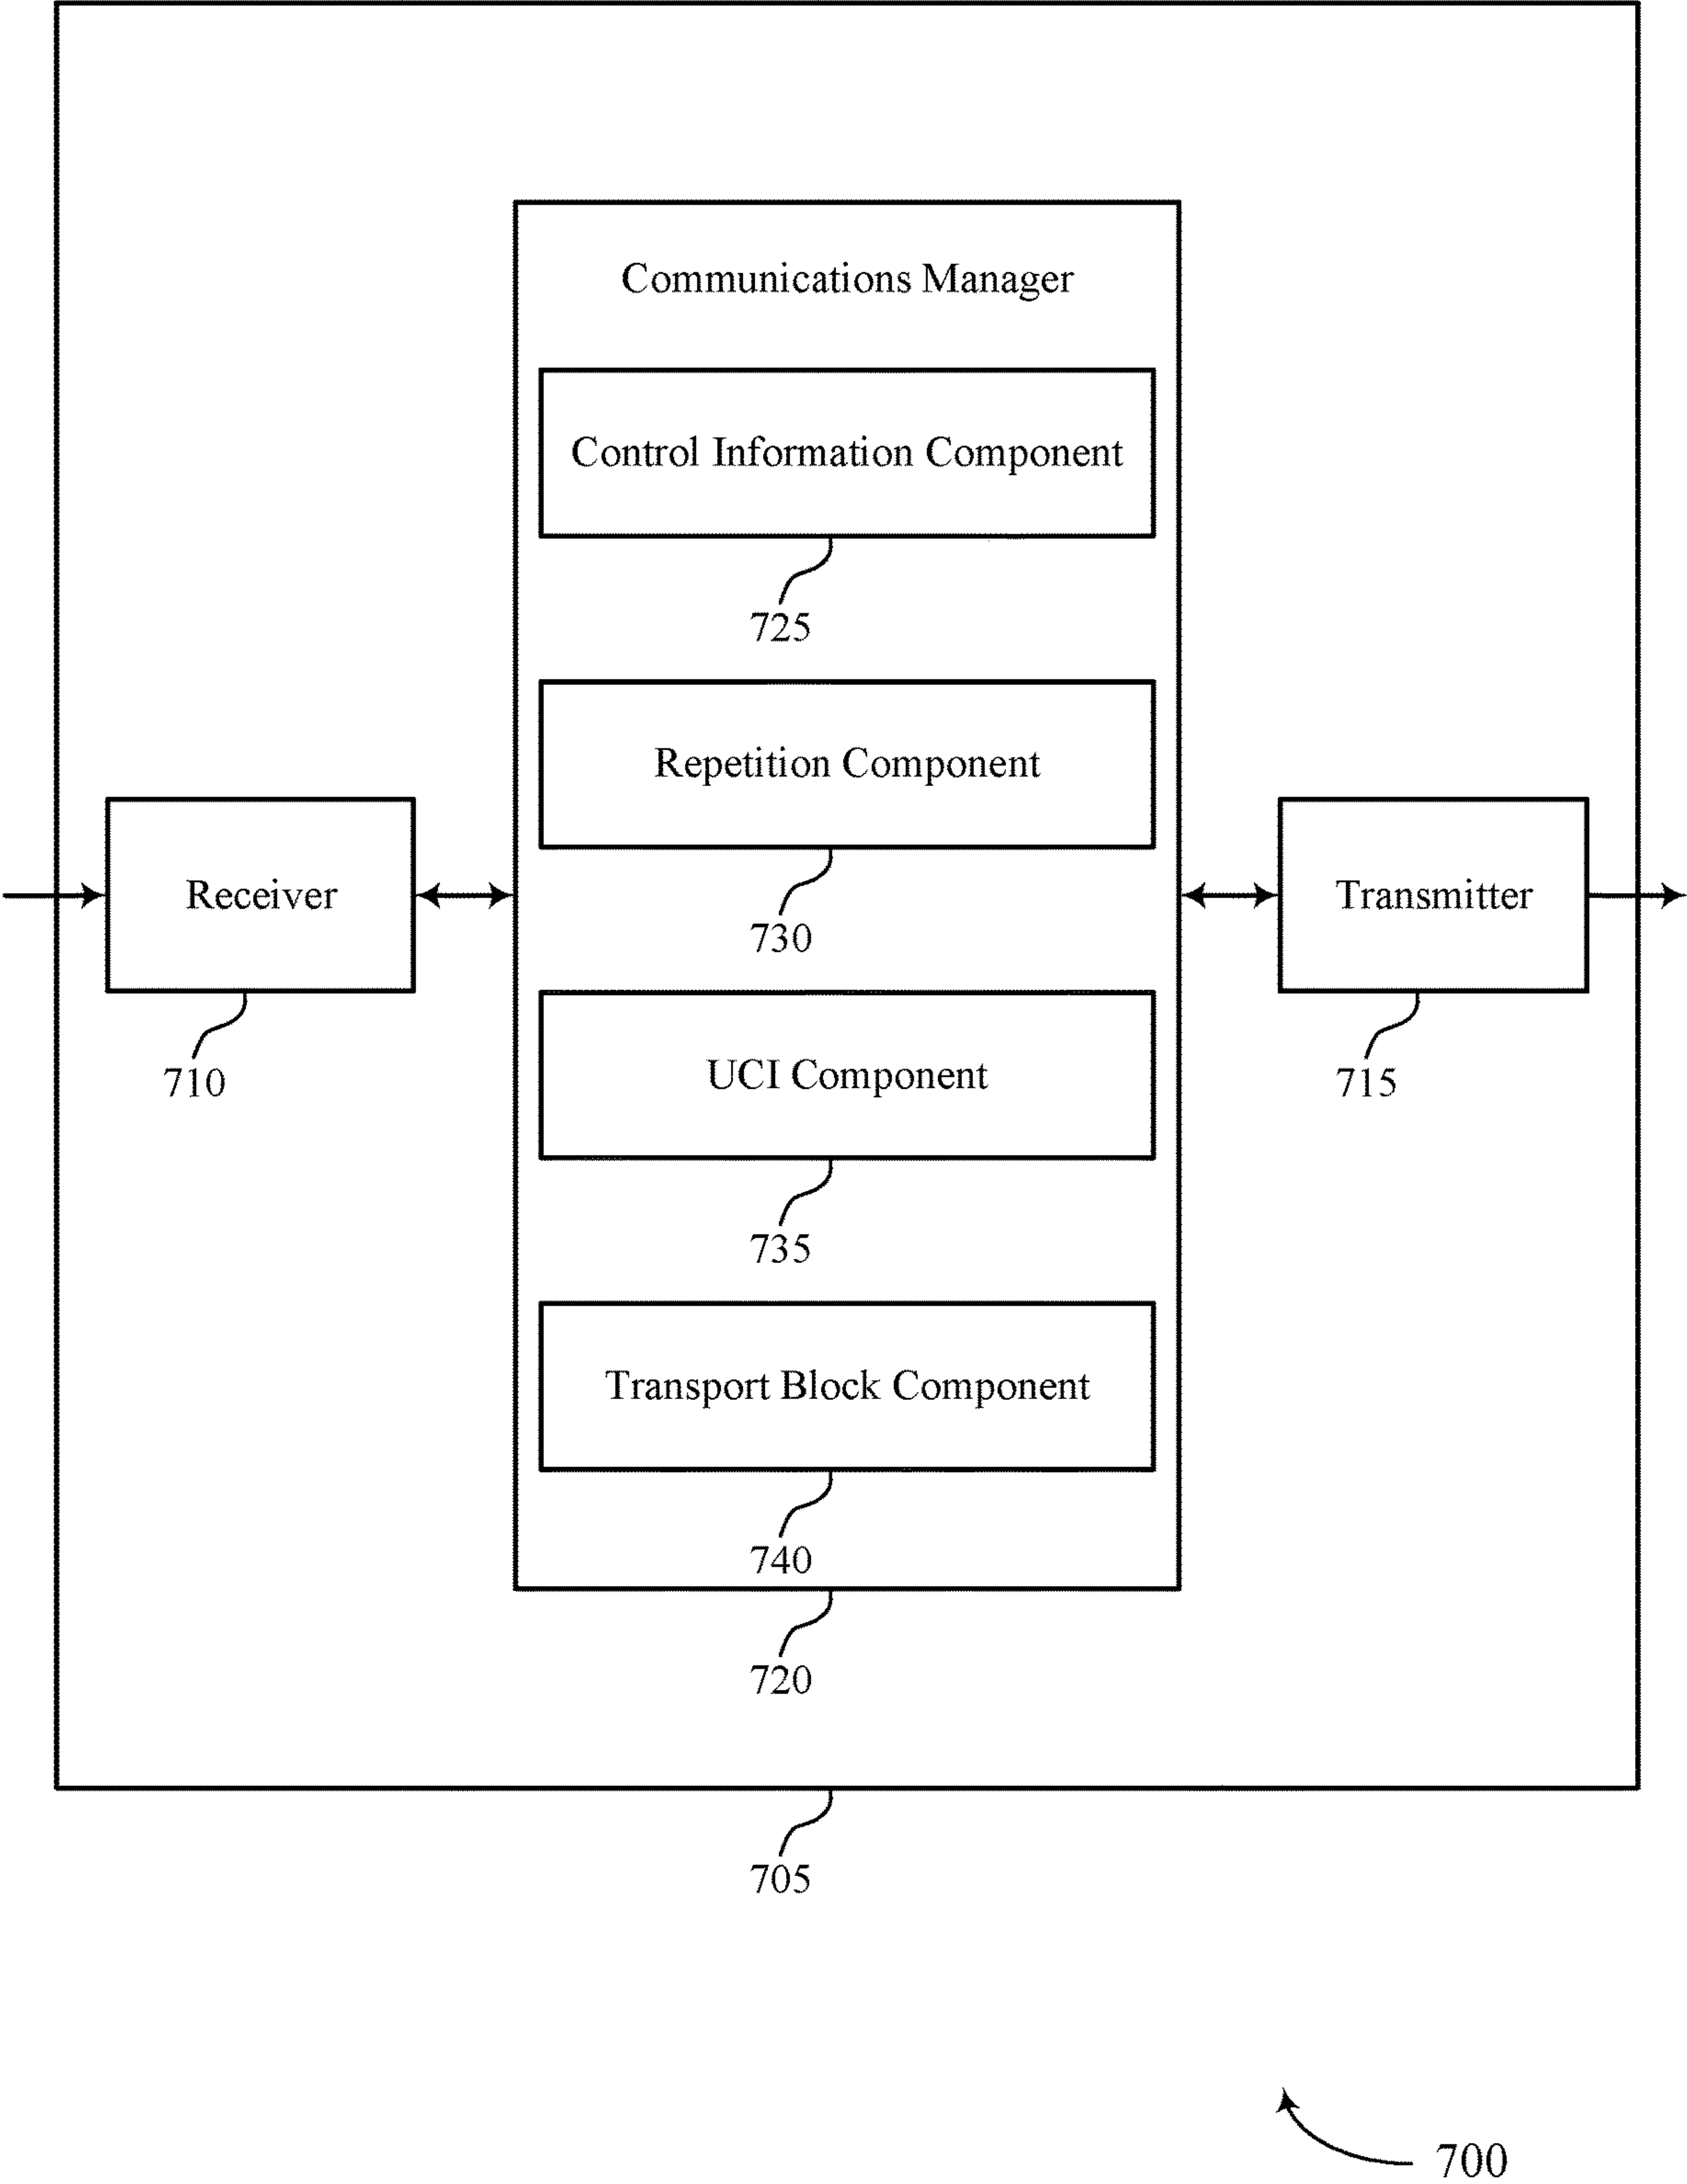 Communications Manager
Control Information Component
725
Repetition Component
730
Receiver
710
Transmitter
715
UCI Component
735
Transport Block Component
740
720
705
700